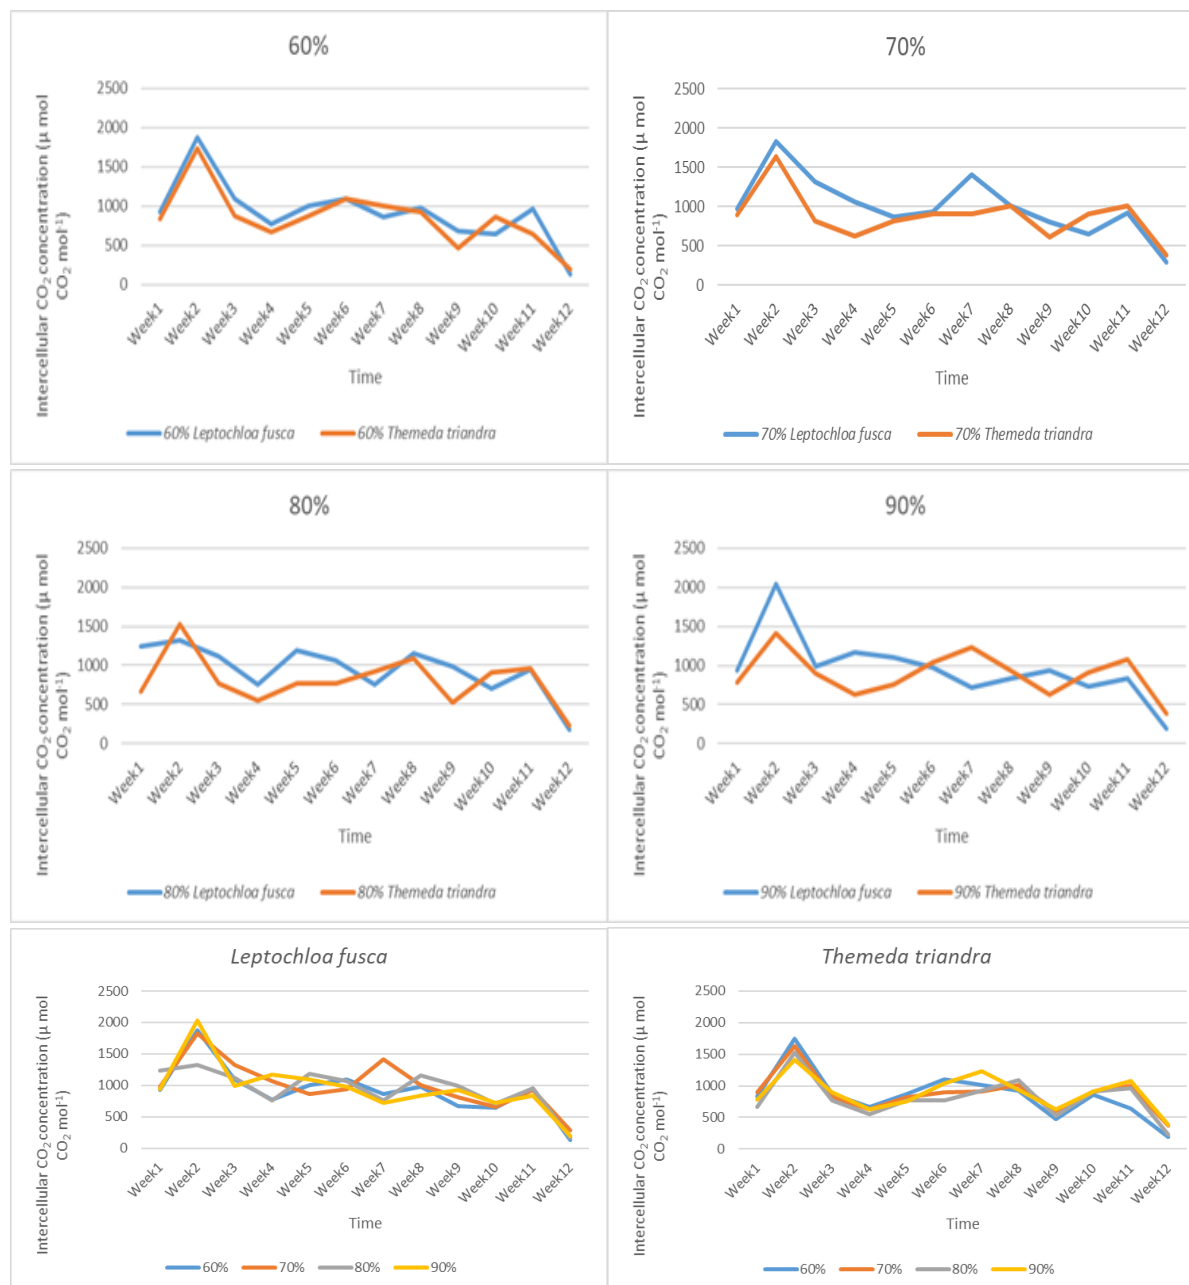 60%
2500
2000
1500
1000
500
0
Intercellular CO₂ concentration (µ mol
CO₂ mol⁻¹)
Week1 Week2 Week3 Week4 Week5 Week6 Week7 Week8 Week9 Week10 Week11 Week12
Time
60% Leptochloa fusca 60% Themeda triandra
70%
2500
2000
1500
1000
500
0
Intercellular CO₂ concentration (µ mol
CO₂ mol⁻¹)
Week1 Week2 Week3 Week4 Week5 Week6 Week7 Week8 Week9 Week10 Week11 Week12
Time
70% Leptochloa fusca 70% Themeda triandra
80%
2500
2000
1500
1000
500
0
Intercellular CO₂ concentration (µ mol
CO₂ mol⁻¹)
Week1 Week2 Week3 Week4 Week5 Week6 Week7 Week8 Week9 Week10 Week11 Week12
Time
80% Leptochloa fusca 80% Themeda triandra
90%
2500
2000
1500
1000
500
0
Intercellular CO₂ concentration (µ mol
CO₂ mol⁻¹)
Week1 Week2 Week3 Week4 Week5 Week6 Week7 Week8 Week9 Week10 Week11 Week12
Time
90% Leptochloa fusca 90% Themeda triandra
Leptochloa fusca
2500
2000
1500
1000
500
0
Intercellular CO₂ concentration (µ mol
CO₂ mol⁻¹)
Week1 Week2 Week3 Week4 Week5 Week6 Week7 Week8 Week9 Week10 Week11 Week12
Time
60% 70% 80% 90%
Themeda triandra
2500
2000
1500
1000
500
0
Intercellular CO₂ concentration (µ mol
CO₂ mol⁻¹)
Week1 Week2 Week3 Week4 Week5 Week6 Week7 Week8 Week9 Week10 Week11 Week12
Time
60% 70% 80% 90%